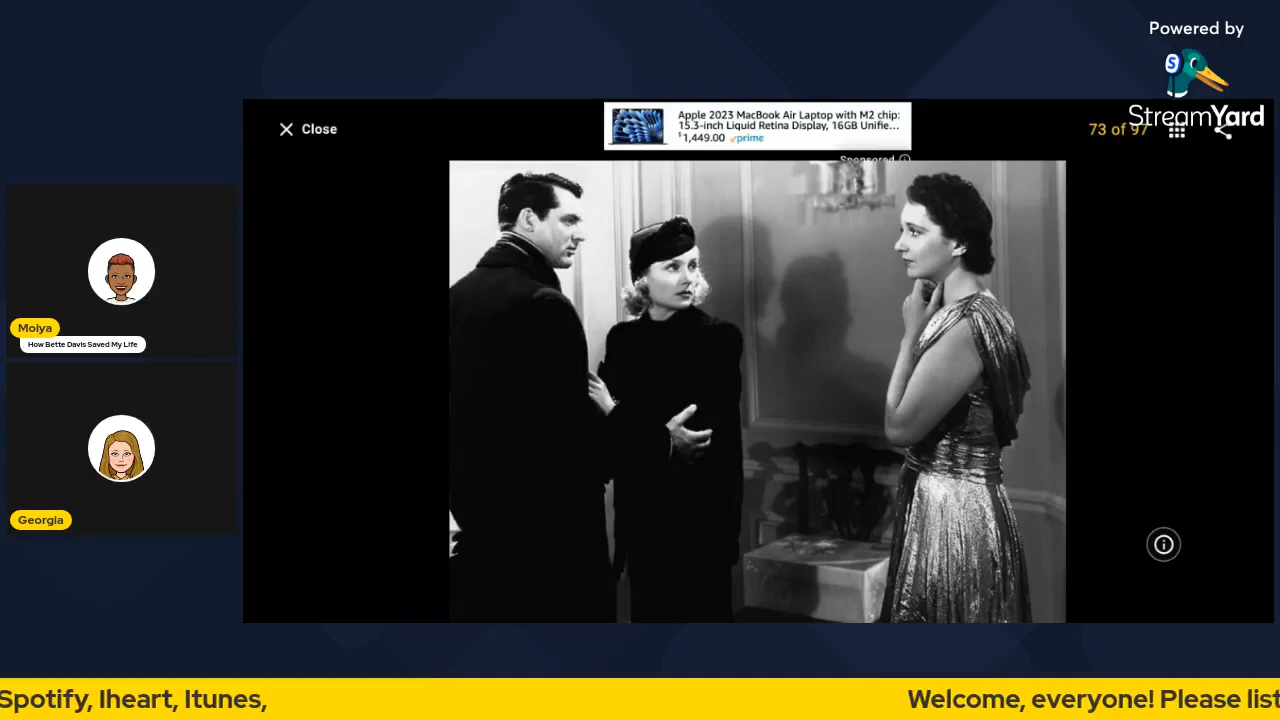 Powered by
S
StreamYard
Close
Apple 2023 MacBook Air Laptop with M2 chip:
15.3-inch Liquid Retina Display, 16GB Unifie...
$1,449.00 prime
73 of 97
Sponsored
Moiya
How Bette Davis Saved My Life
Georgia
Spotify, Iheart, Itunes,
Welcome, everyone! Please list